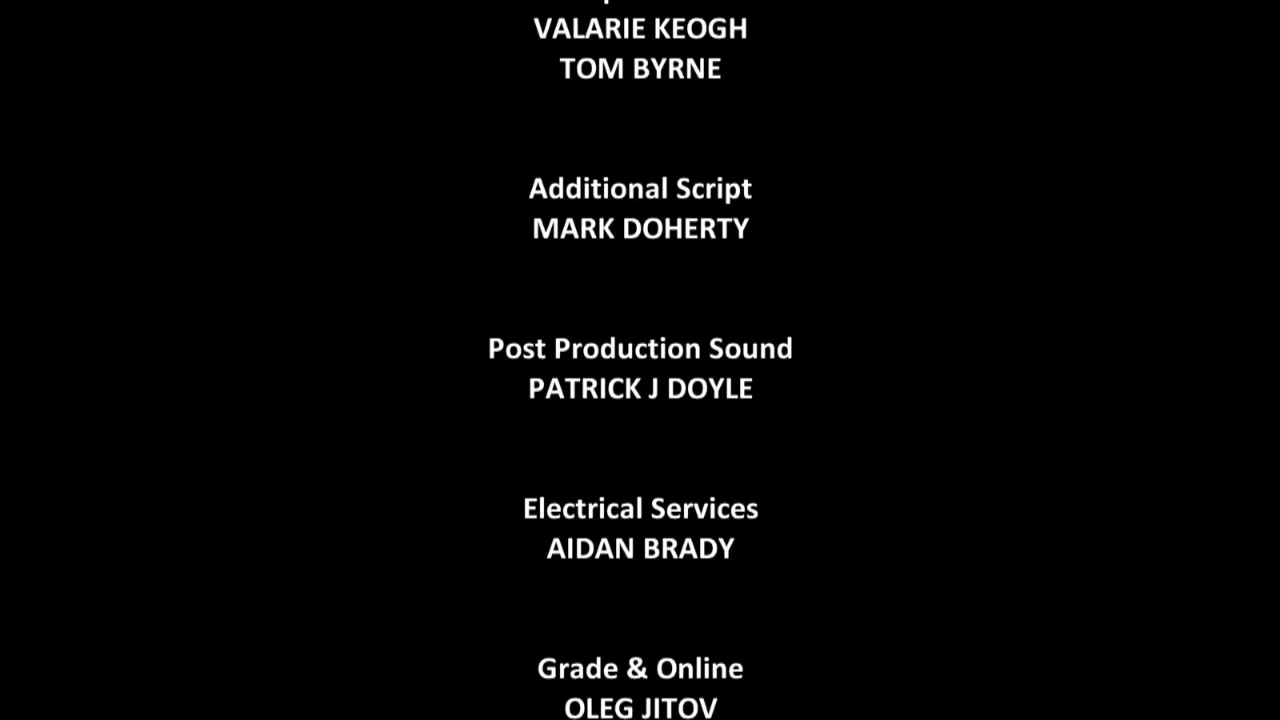 VALARIE KEOGH
TOM BYRNE
Additional Script
MARK DOHERTY
Post Production Sound
PATRICK J DOYLE
Electrical Services
AIDAN BRADY
Grade & Online
OLEG JITOV